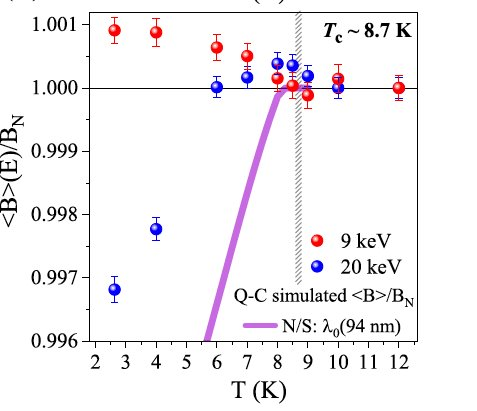 1.001
1.000
0.999
0.998
0.997
0.996
<B>(E)/B_N
T_c ~ 8.7 K
9 keV
20 keV
Q-C simulated <B>/B_N
N/S: λ_0(94 nm)
2 3 4 5 6 7 8 9 10 11 12
T (K)